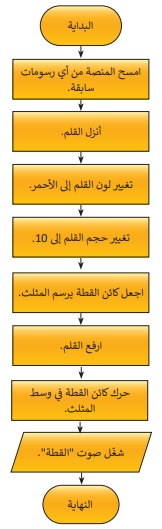 البداية
امسح المنصة من أي رسومات
سابقة.
أنزل القلم.
تغيير لون القلم إلى الأحمر.
تغيير حجم القلم إلى 10.
اجعل كائن القطة يرسم المثلث.
ارفع القلم.
حرك كائن القطة في وسط
المثلث.
شغّل صوت "القطة".
النهاية